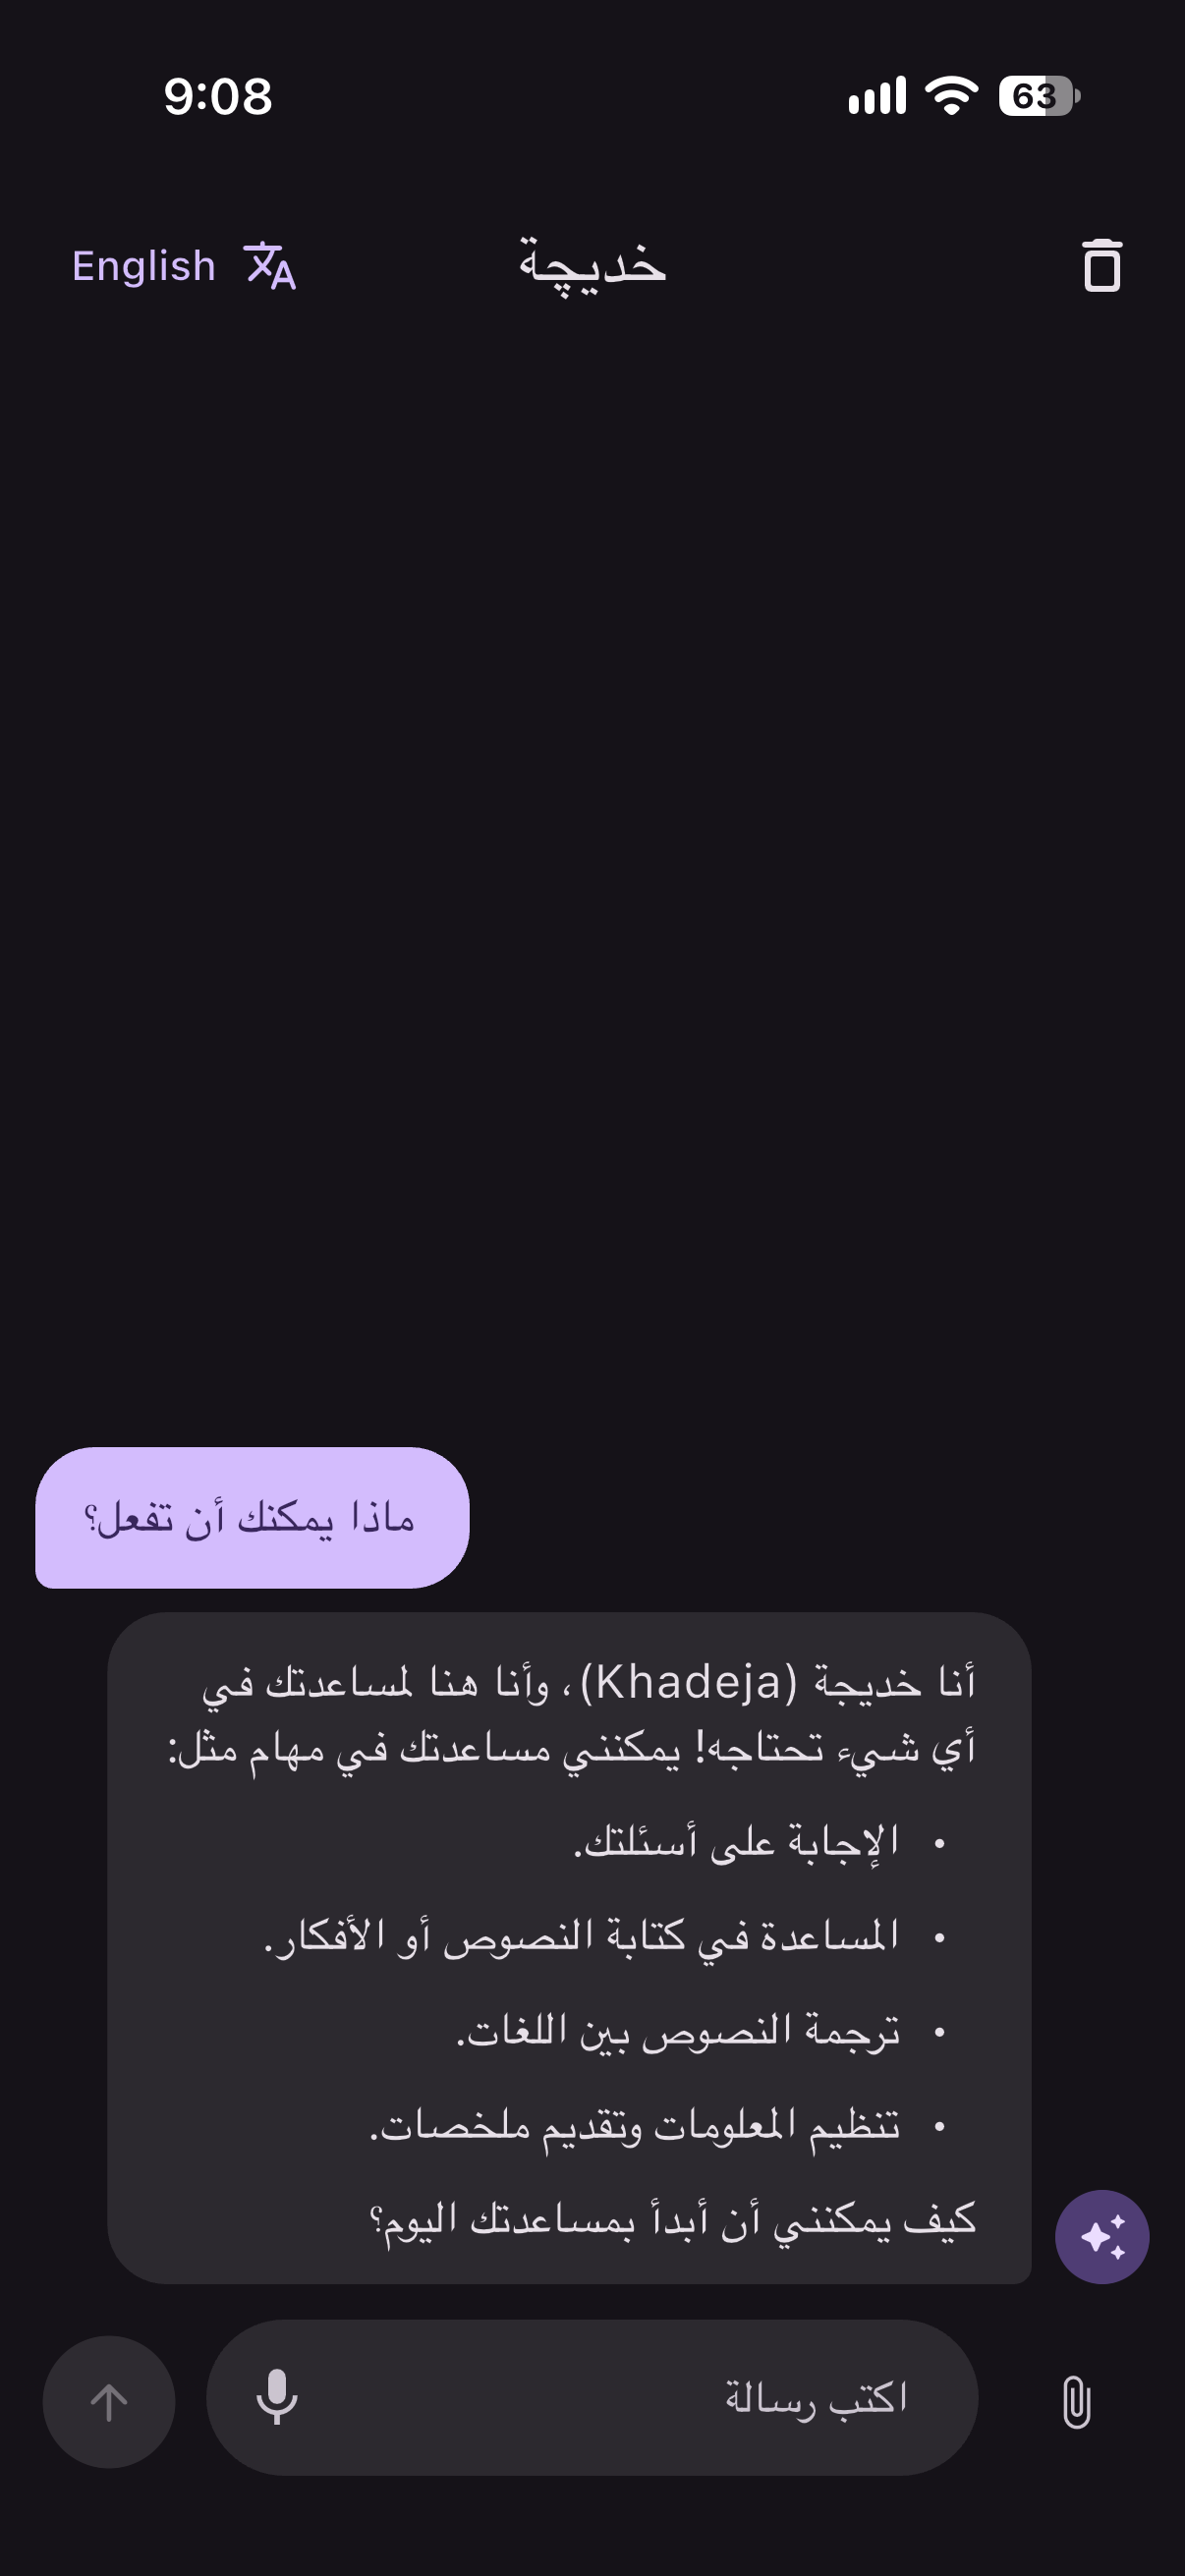 9:08
63
خديچة
English
ماذا يمكنك أن تفعل؟
أنا خديجة (Khadeja)، وأنا هنا لمساعدتك في
أي شيء تحتاجه! يمكنني مساعدتك في مهام مثل:
• الإجابة على أسئلتك.
• المساعدة في كتابة النصوص أو الأفكار.
• ترجمة النصوص بين اللغات.
• تنظيم المعلومات وتقديم ملخصات.
كيف يمكنني أن أبدأ بمساعدتك اليوم؟
اكتب رسالة